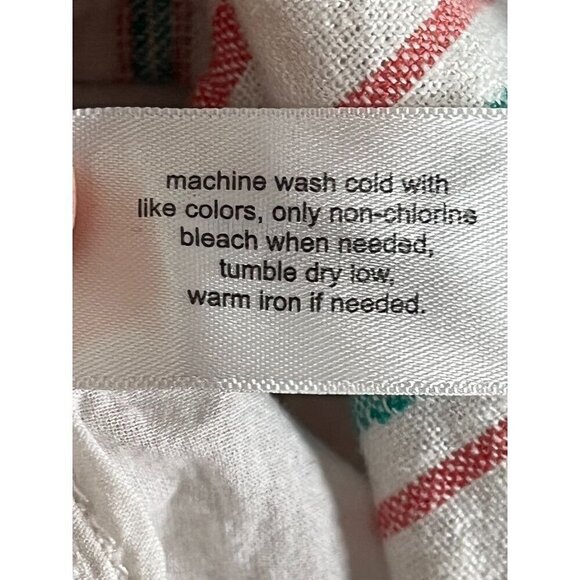 machine wash cold with
like colors, only non-chlorine
bleach when needed,
tumble dry low,
warm iron if needed.